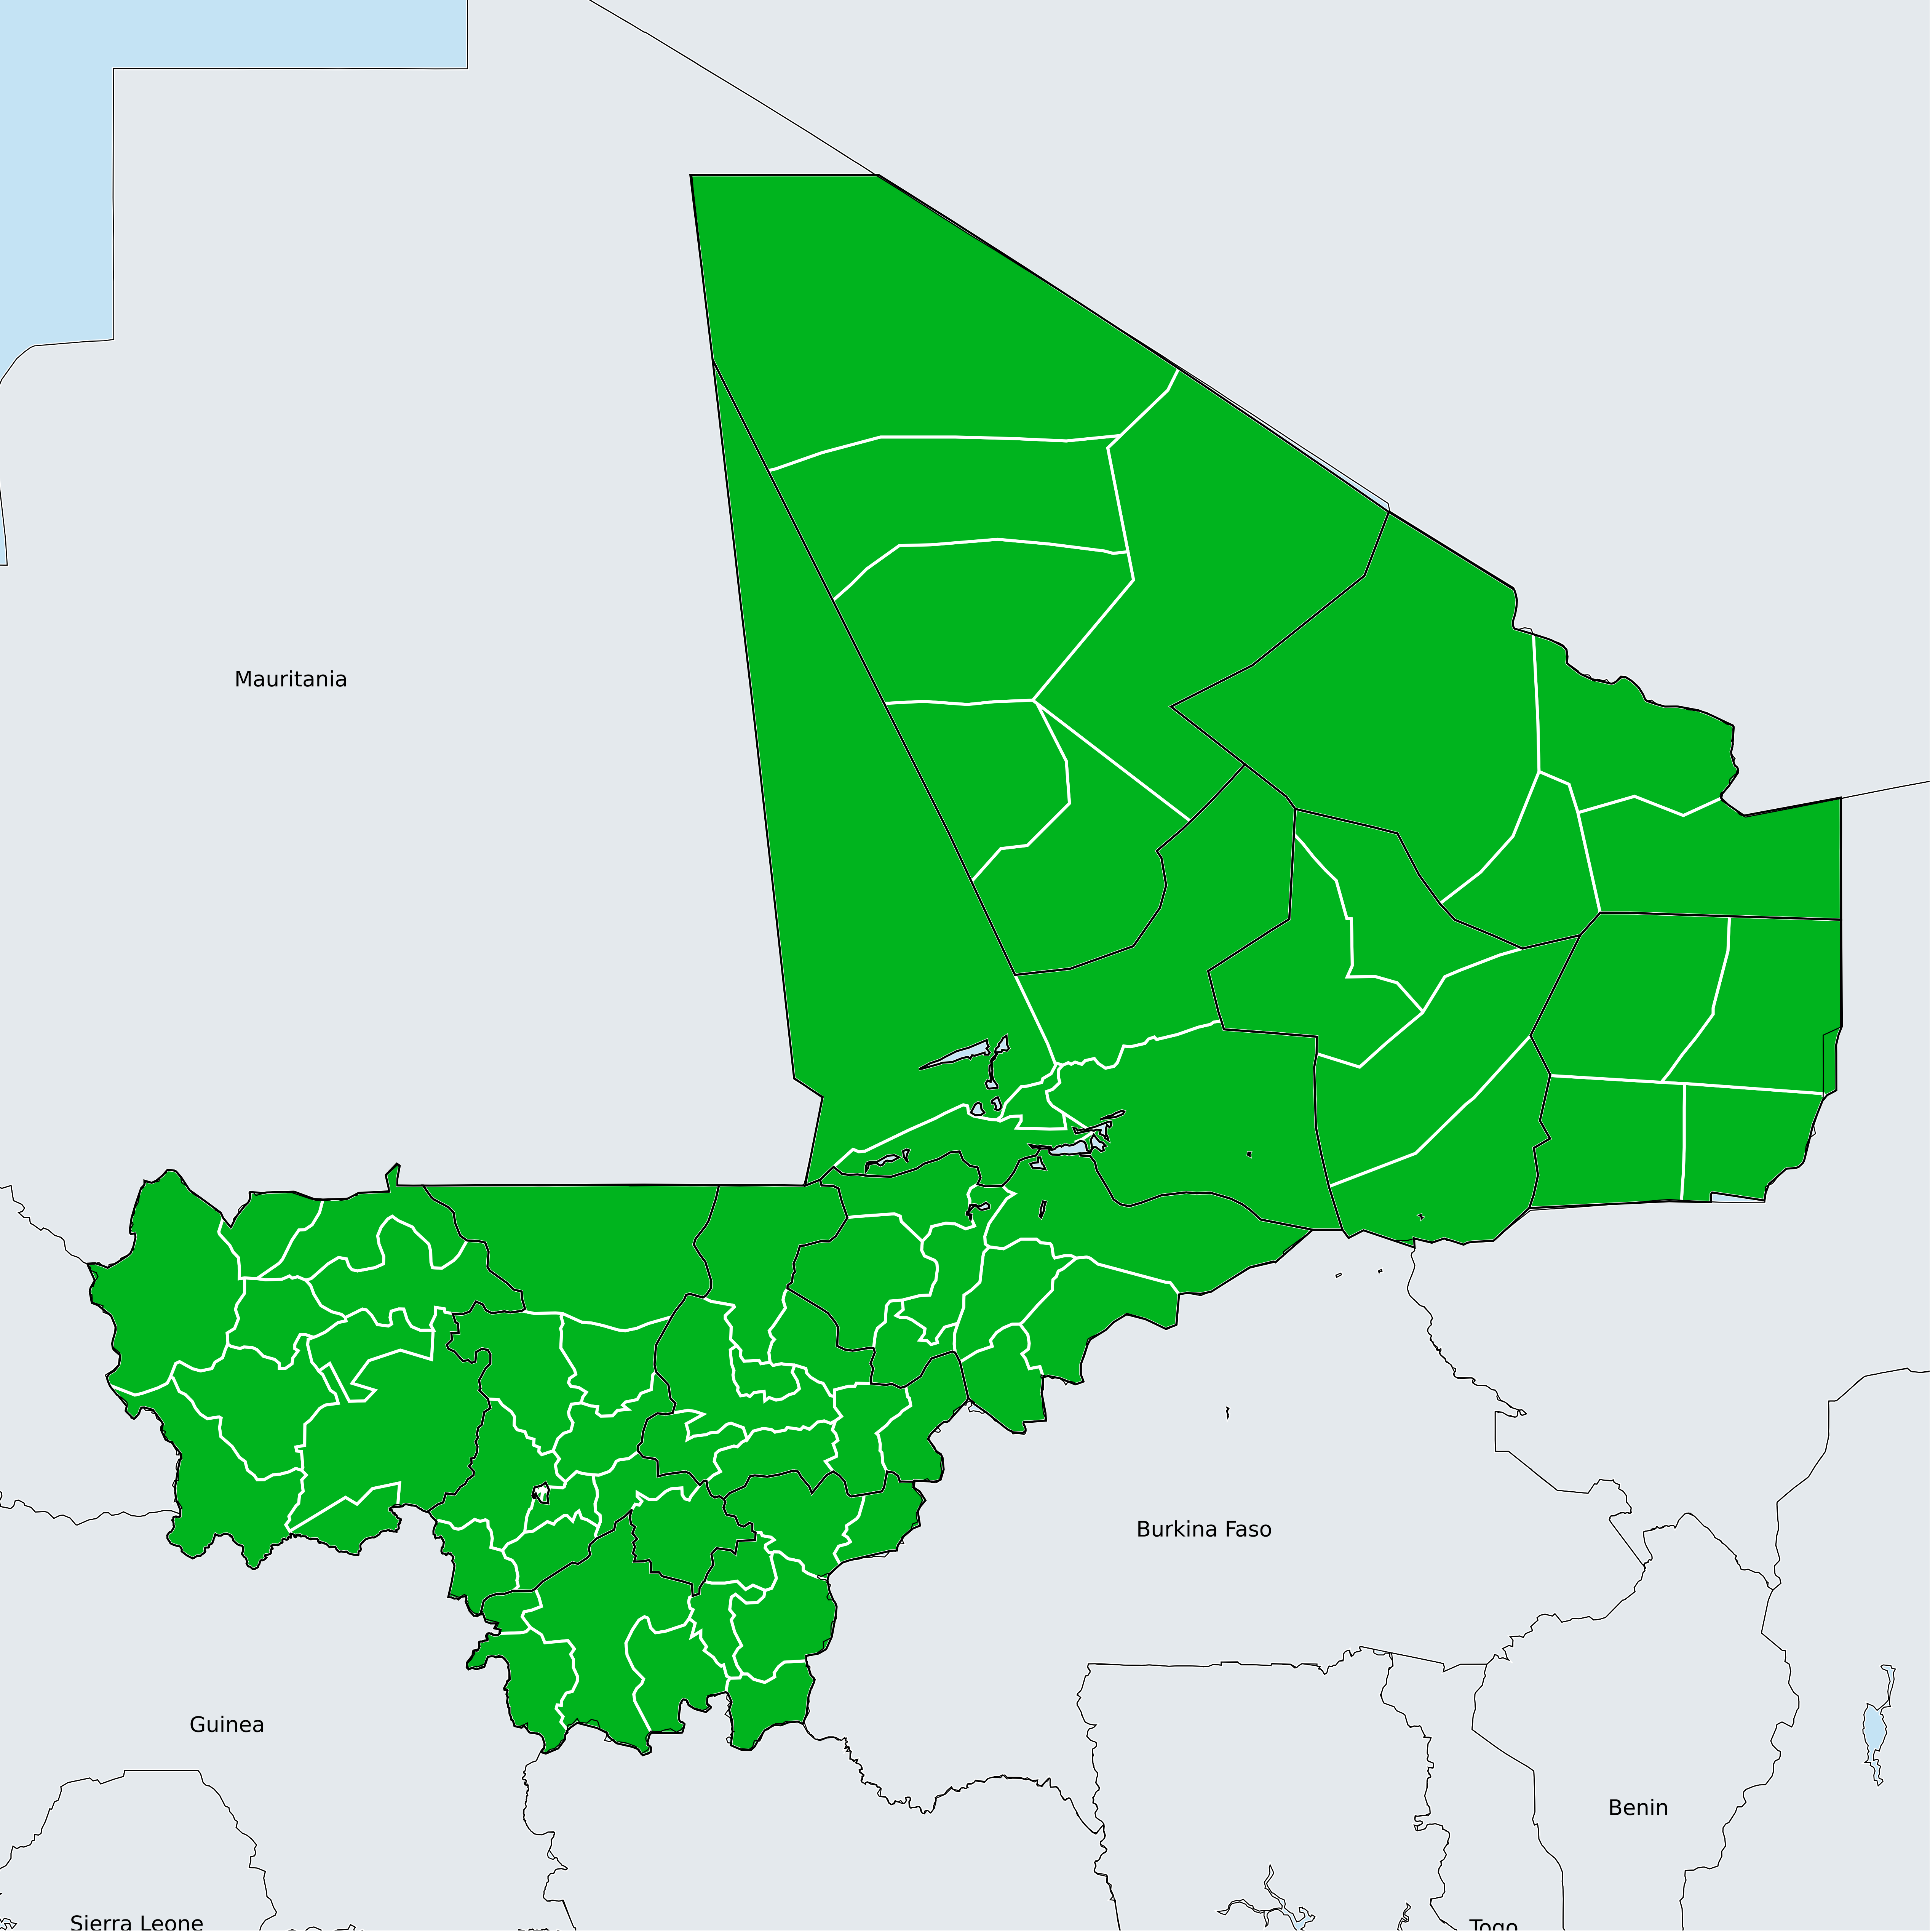 Mauritania
Burkina Faso
Guinea
Benin
Sierra Leone
Togo